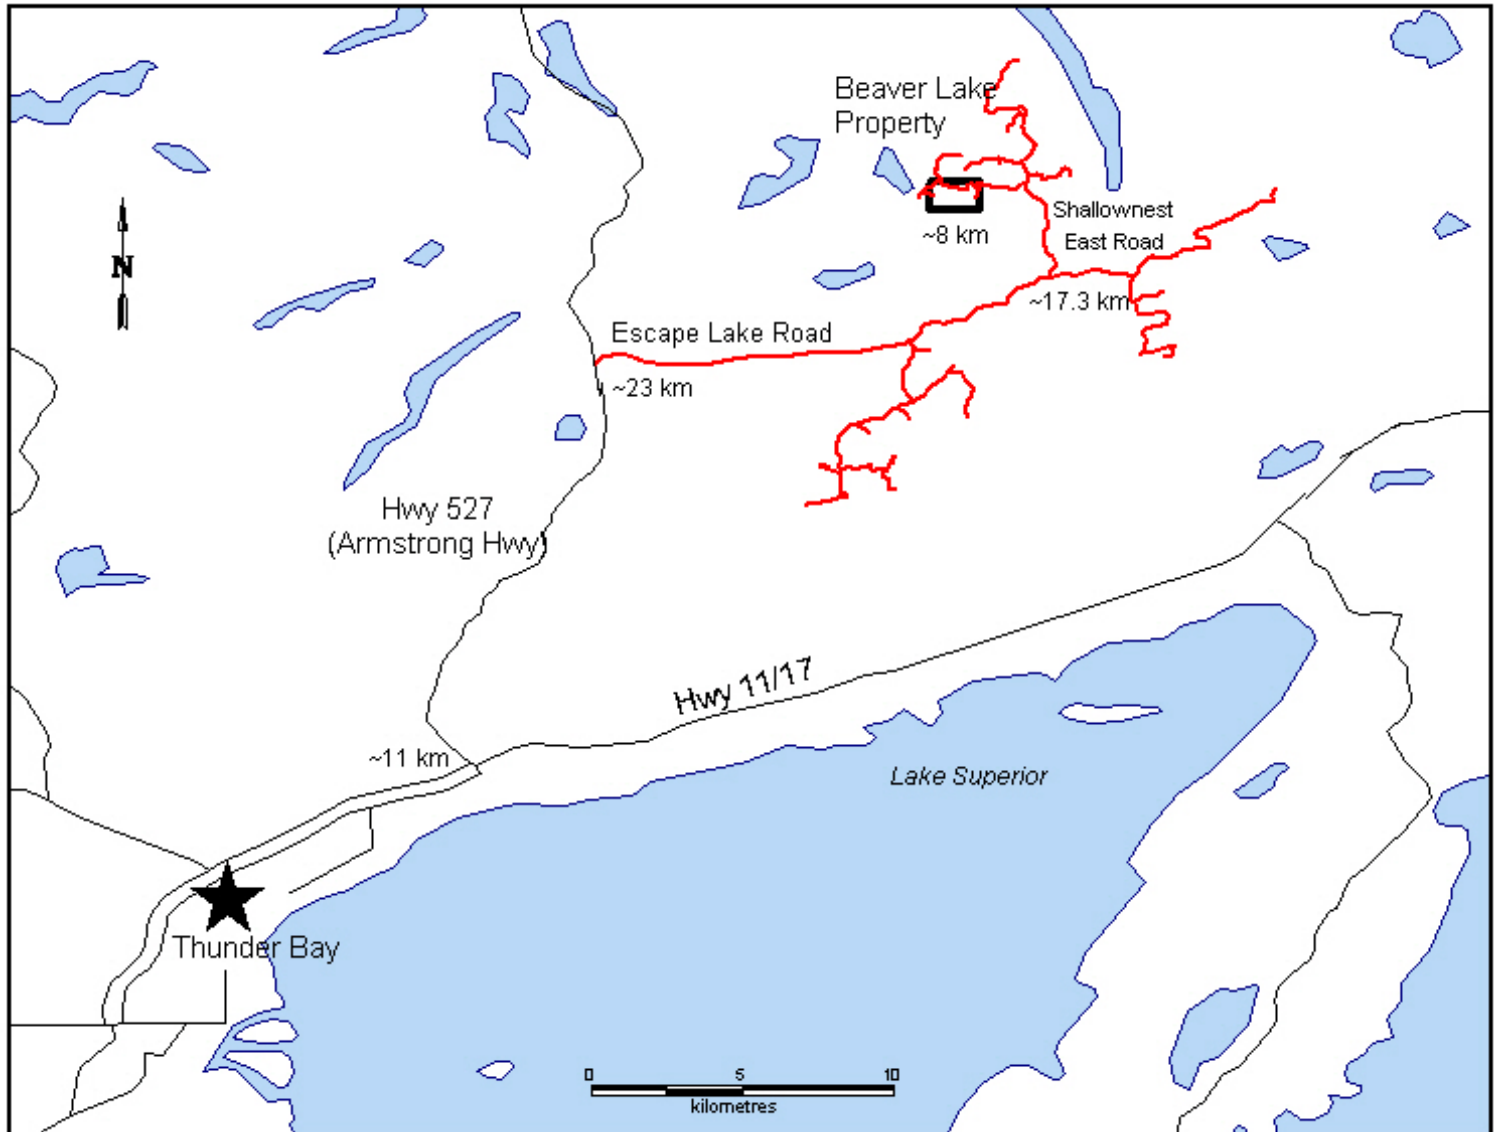 Beaver Lake
Property
N
Shallownest
East Road
~8 km
~17.3 km
Escape Lake Road
~23 km
Hwy 527
(Armstrong Hwy)
Hwy 11/17
~11 km
Lake Superior
Thunder Bay
0 5 10
kilometres